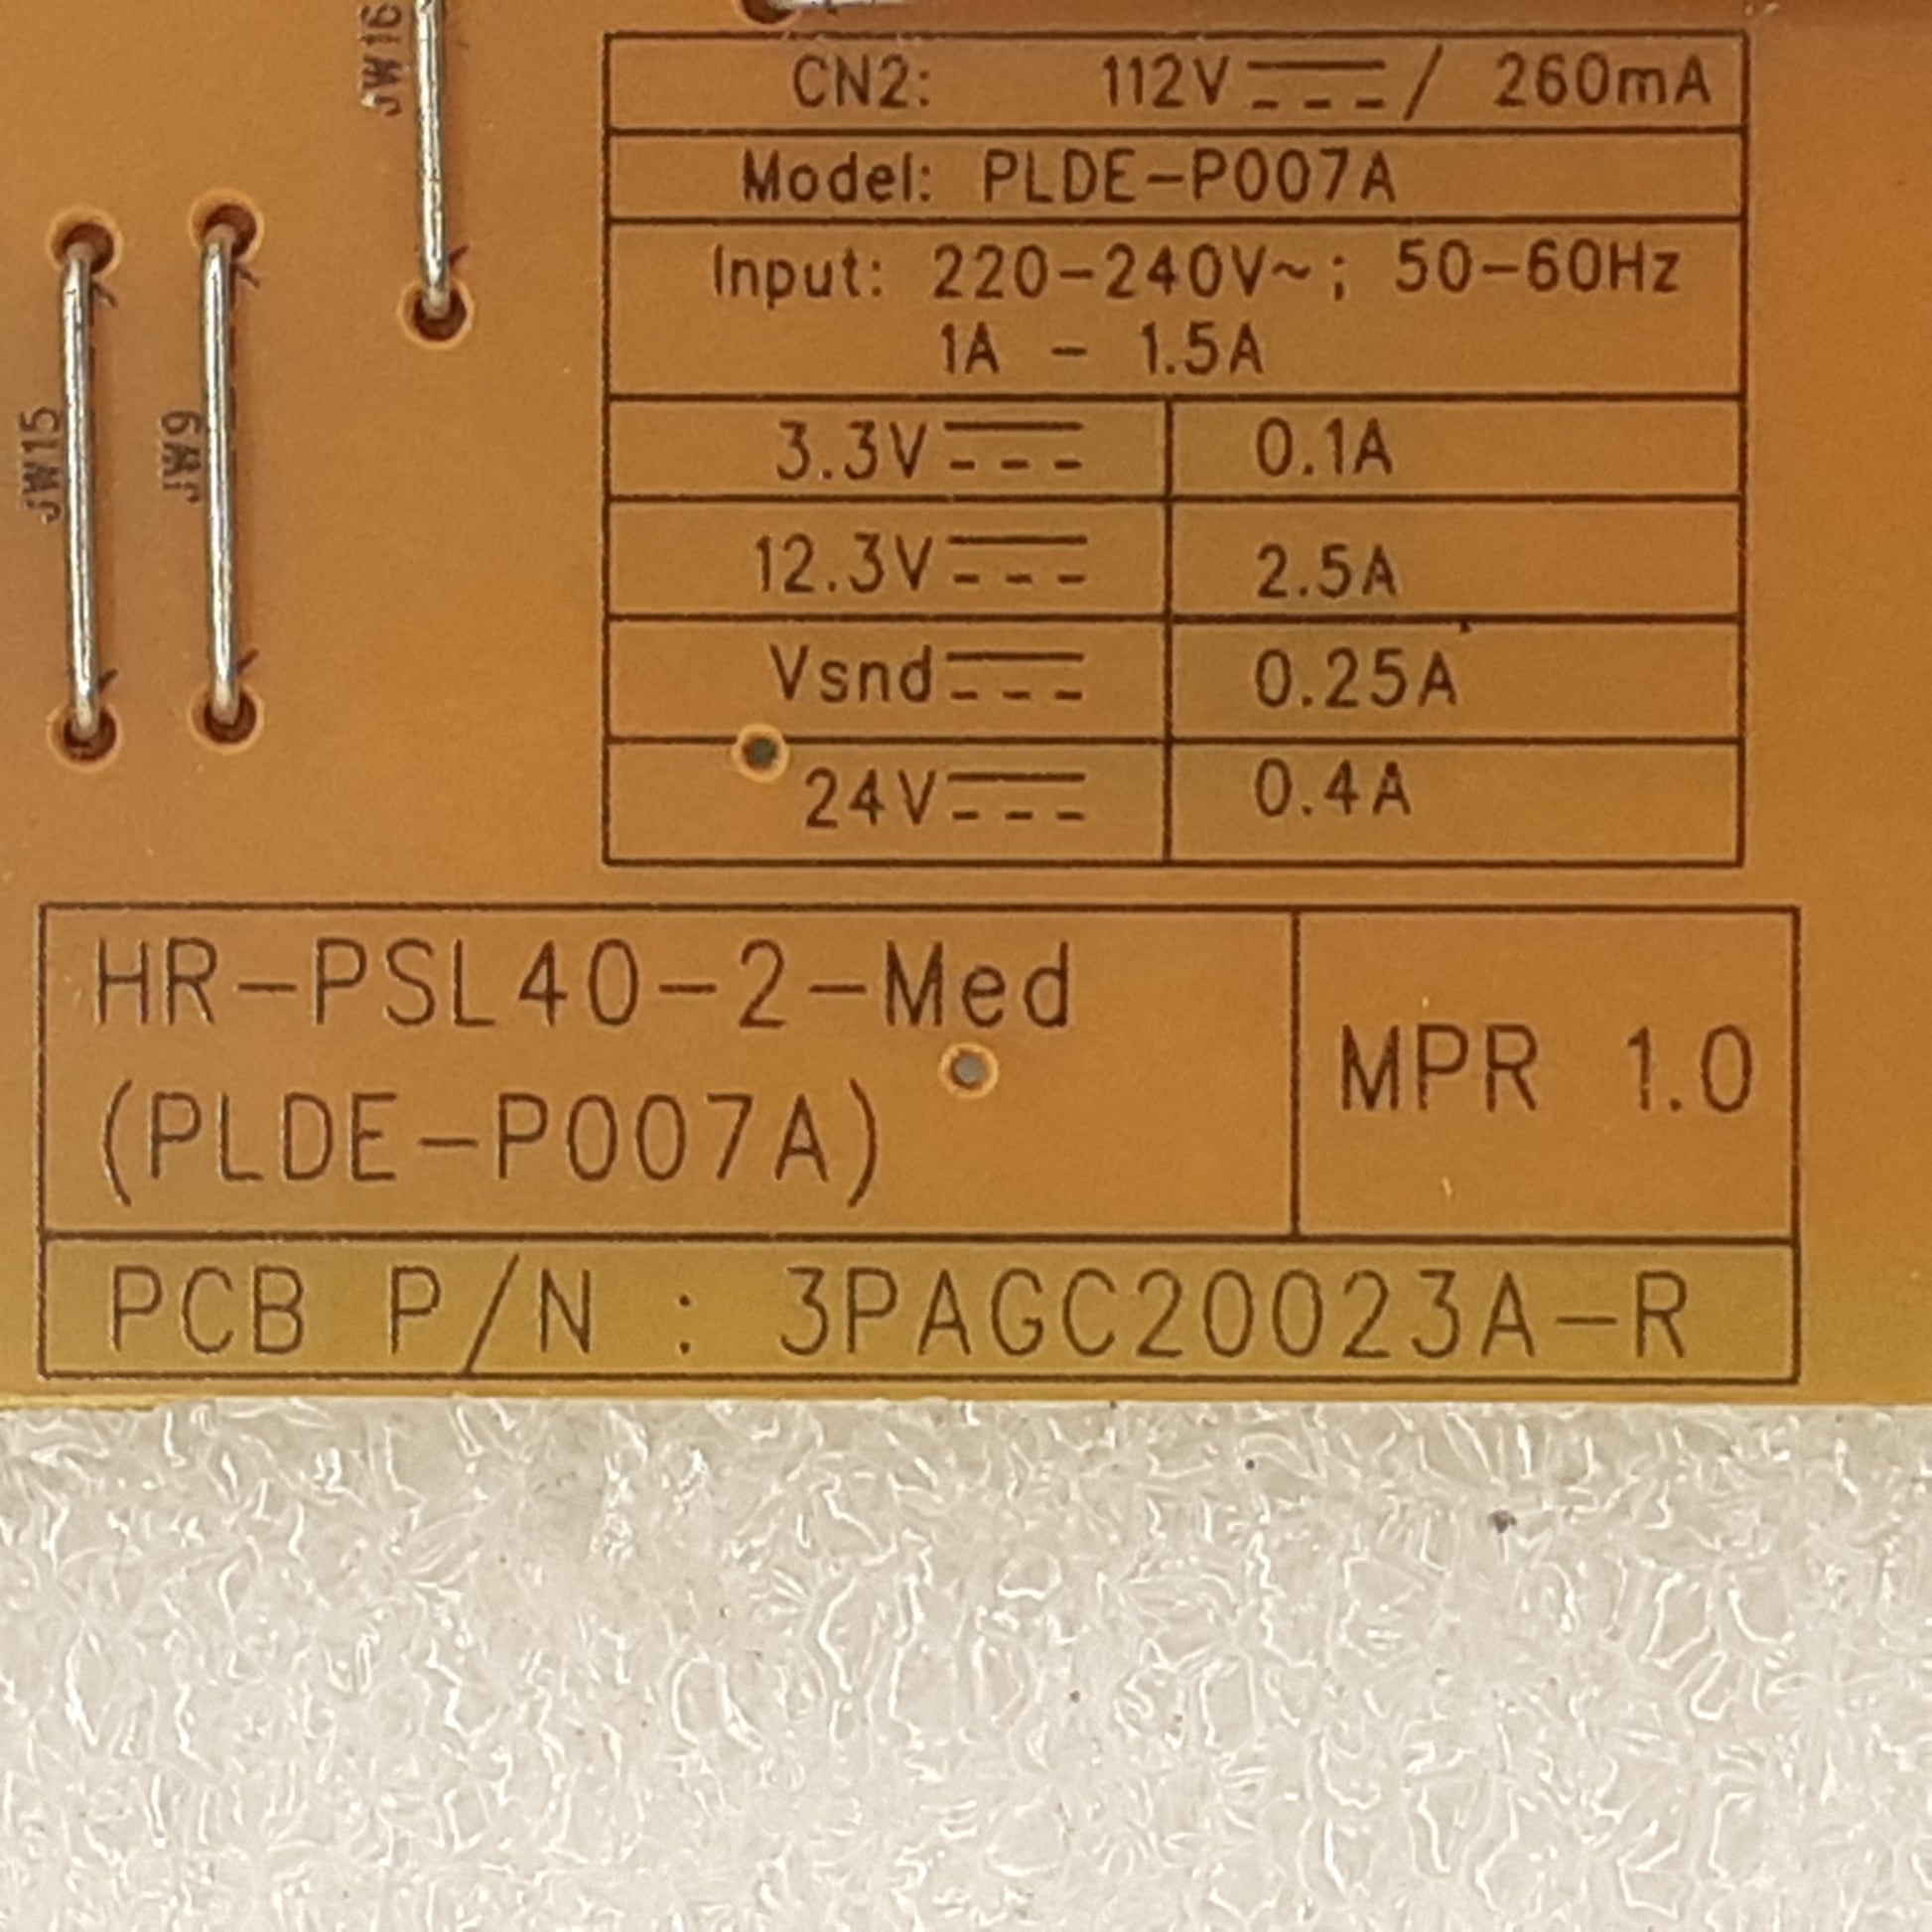 JW16
CN2: 112V⎓/ 260mA
Model: PLDE-P007A
Input: 220-240V~; 50-60Hz
1A - 1.5A
JW15
JW9
3.3V⎓ 0.1A
12.3V⎓ 2.5A
Vsnd⎓ 0.25A
24V⎓ 0.4A
HR-PSL40-2-Med
(PLDE-P007A)
MPR 1.0
PCB P/N : 3PAGC20023A-R